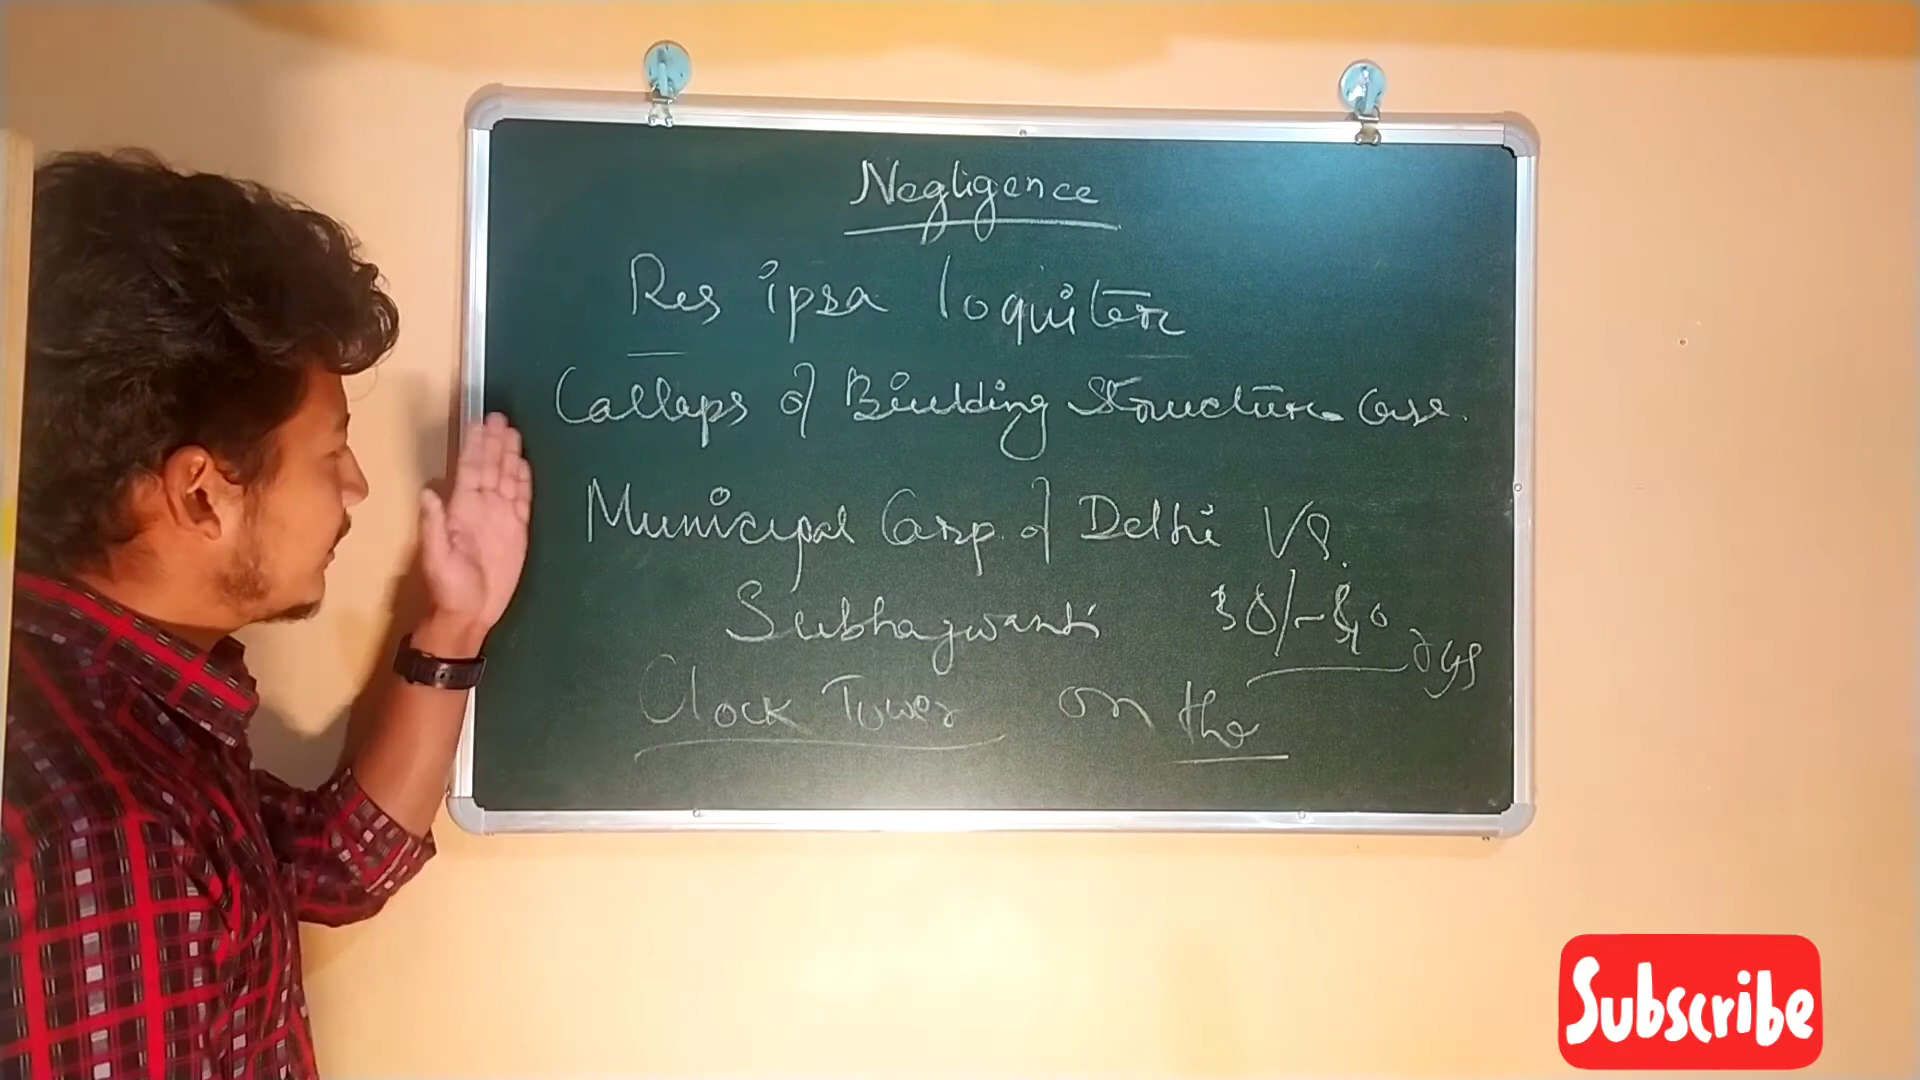 Negligence
Res ipsa loquiter
Callaps of Building Structure Case.
Municipal Corp. of Delhi VS.
Subhagwanti
Clock Tower on the
Subscribe